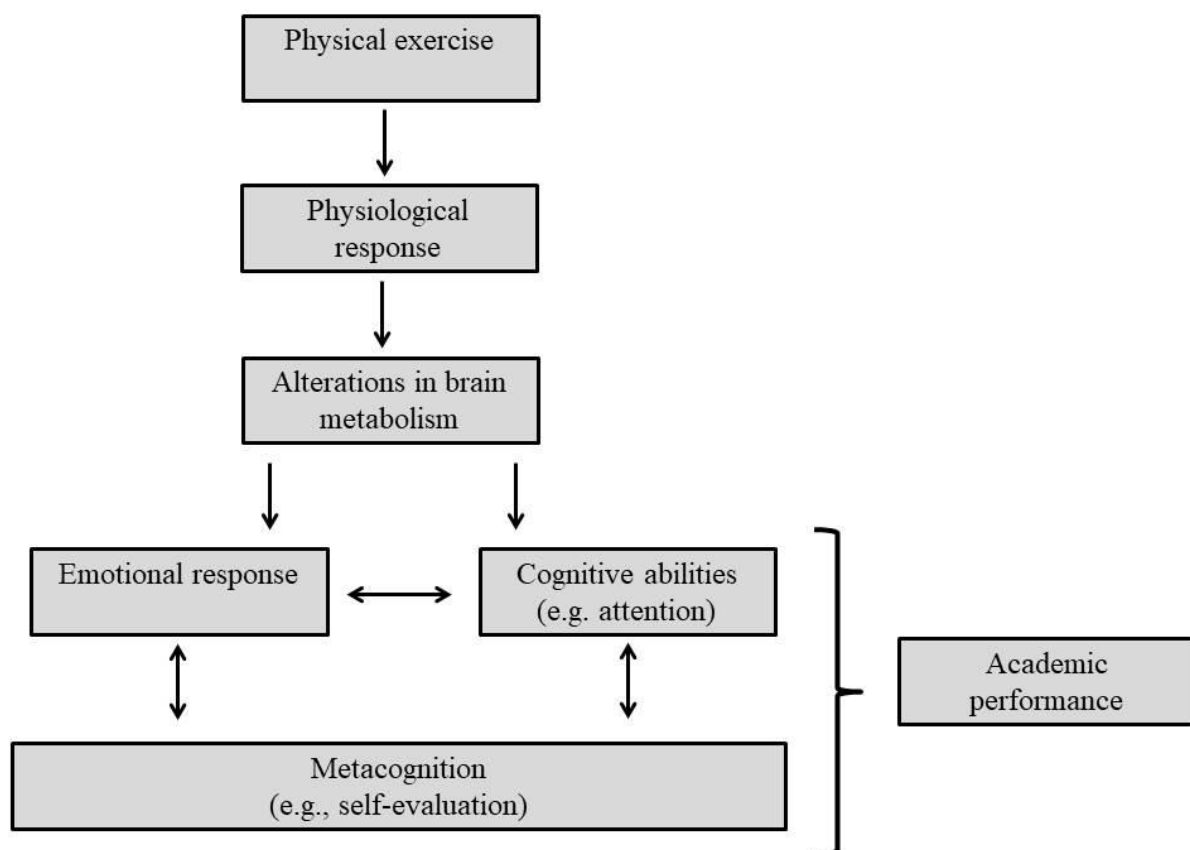 Physical exercise
Physiological
response
Alterations in brain
metabolism
Emotional response
Cognitive abilities
(e.g. attention)
Metacognition
(e.g., self-evaluation)
Academic
performance